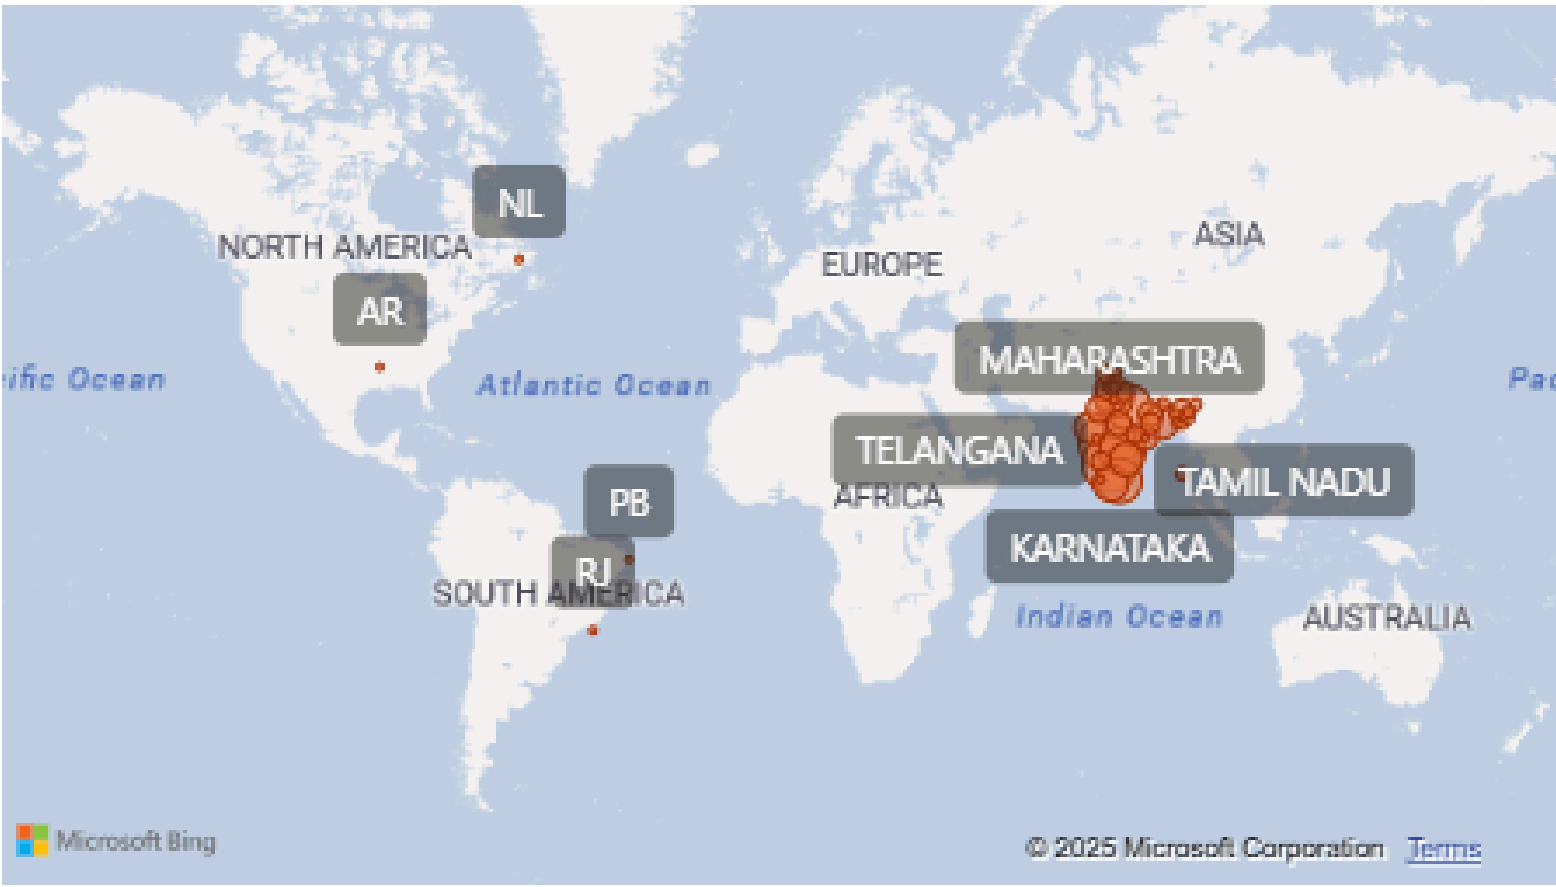 NL
NORTH AMERICA
ASIA
EUROPE
AR
MAHARASHTRA
ific Ocean
Atlantic Ocean
Pac
TELANGANA
TAMIL NADU
AFRICA
PB
KARNATAKA
RJ
SOUTH AMERICA
Indian Ocean
AUSTRALIA
Microsoft Bing
© 2025 Microsoft Corporation Terms